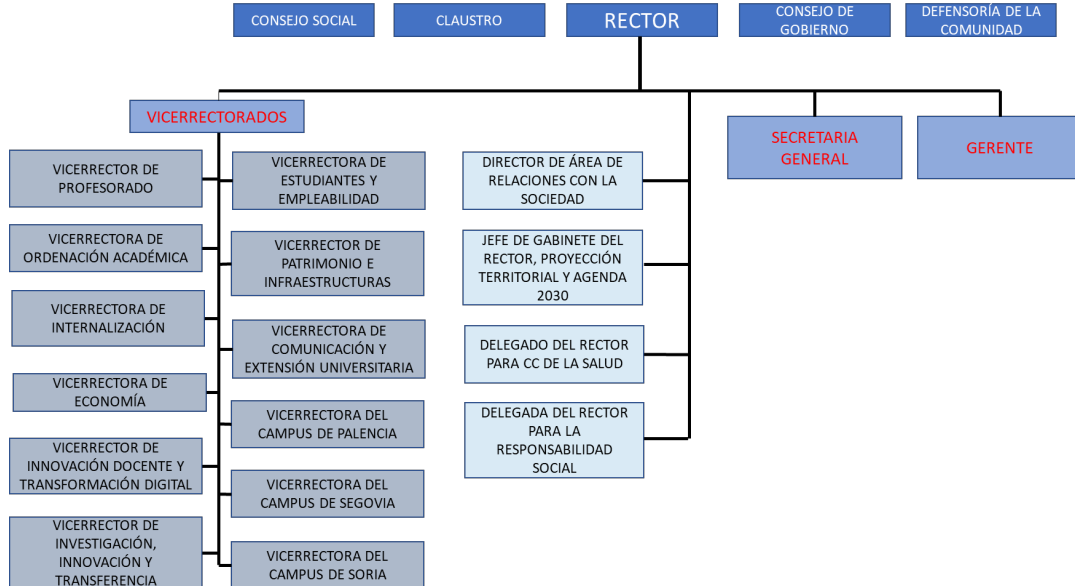 CONSEJO SOCIAL
CLAUSTRO
RECTOR
CONSEJO DE
GOBIERNO
DEFENSORÍA DE LA
COMUNIDAD
VICERRECTORADOS
SECRETARIA
GENERAL
GERENTE
VICERRECTOR DE
PROFESORADO
VICERRECTORA DE
ORDENACIÓN ACADÉMICA
VICERRECTORA DE
INTERNALIZACIÓN
VICERRECTORA DE
ECONOMÍA
VICERRECTOR DE
INNOVACIÓN DOCENTE Y
TRANSFORMACIÓN DIGITAL
VICERRECTOR DE
INVESTIGACIÓN,
INNOVACIÓN Y
TRANSFERENCIA
VICERRECTORA DE
ESTUDIANTES Y
EMPLEABILIDAD
VICERRECTOR DE
PATRIMONIO E
INFRAESTRUCTURAS
VICERRECTORA DE
COMUNICACIÓN Y
EXTENSIÓN UNIVERSITARIA
VICERRECTORA DEL
CAMPUS DE PALENCIA
VICERRECTORA DEL
CAMPUS DE SEGOVIA
VICERRECTORA DEL
CAMPUS DE SORIA
DIRECTOR DE ÁREA DE
RELACIONES CON LA
SOCIEDAD
JEFE DE GABINETE DEL
RECTOR, PROYECCIÓN
TERRITORIAL Y AGENDA
2030
DELEGADO DEL RECTOR
PARA CC DE LA SALUD
DELEGADA DEL RECTOR
PARA LA
RESPONSABILIDAD
SOCIAL